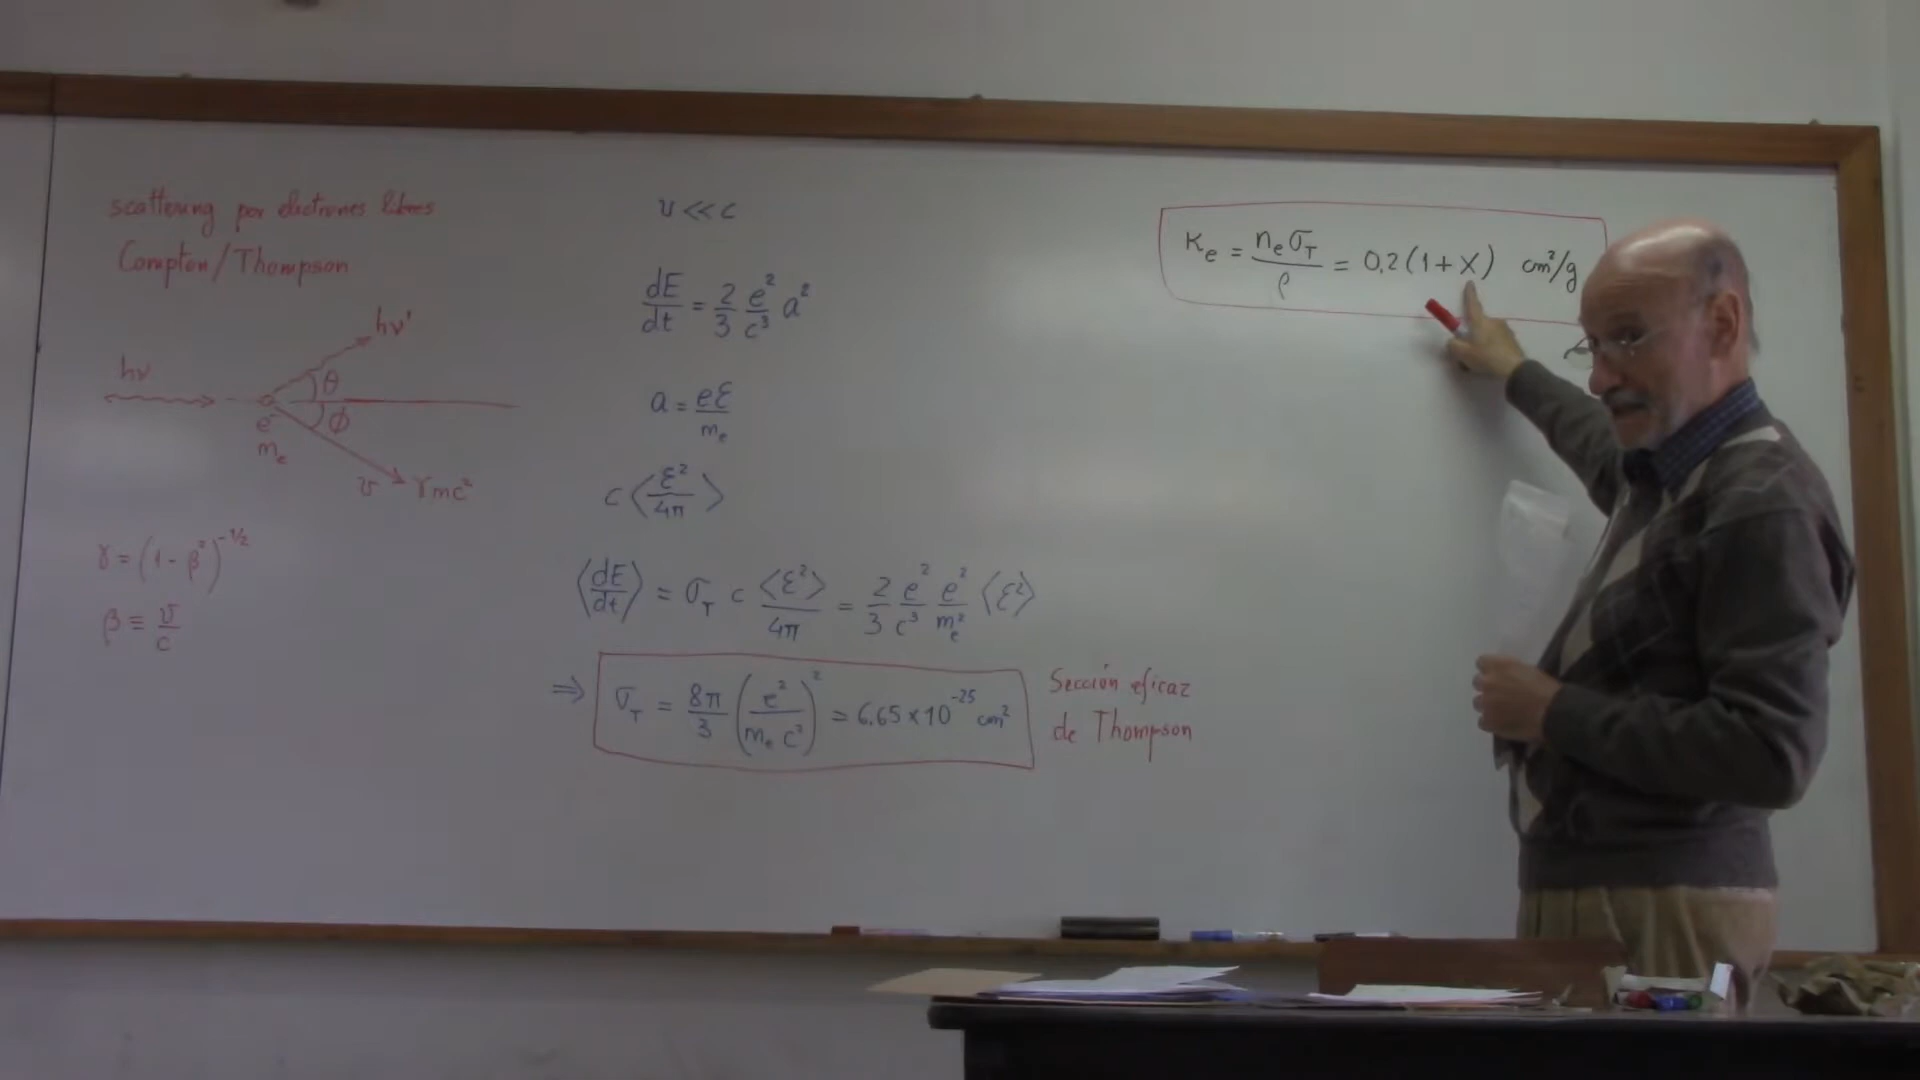 scattering por electrones libres
Compton/Thompson
hν'
hν
θ
ϕ
e⁻
mₑ
v
γmc²
γ = (1 - β²)^-1/2
β ≡ v/c
v << c
dE/dt = 2/3 e²/c³ a²
a = eℰ/mₑ
c ⟨ℰ²/4π⟩
⟨dE/dt⟩ = σ_T c ⟨ℰ²⟩/4π = 2/3 e²/c³ e²/mₑ² ⟨ℰ²⟩
⇒ σ_T = 8π/3 (e²/mₑ c²)² = 6.65 × 10^-25 cm²
Sección eficaz
de Thompson
κₑ = nₑσ_T/ρ = 0.2 (1 + X) cm²/g